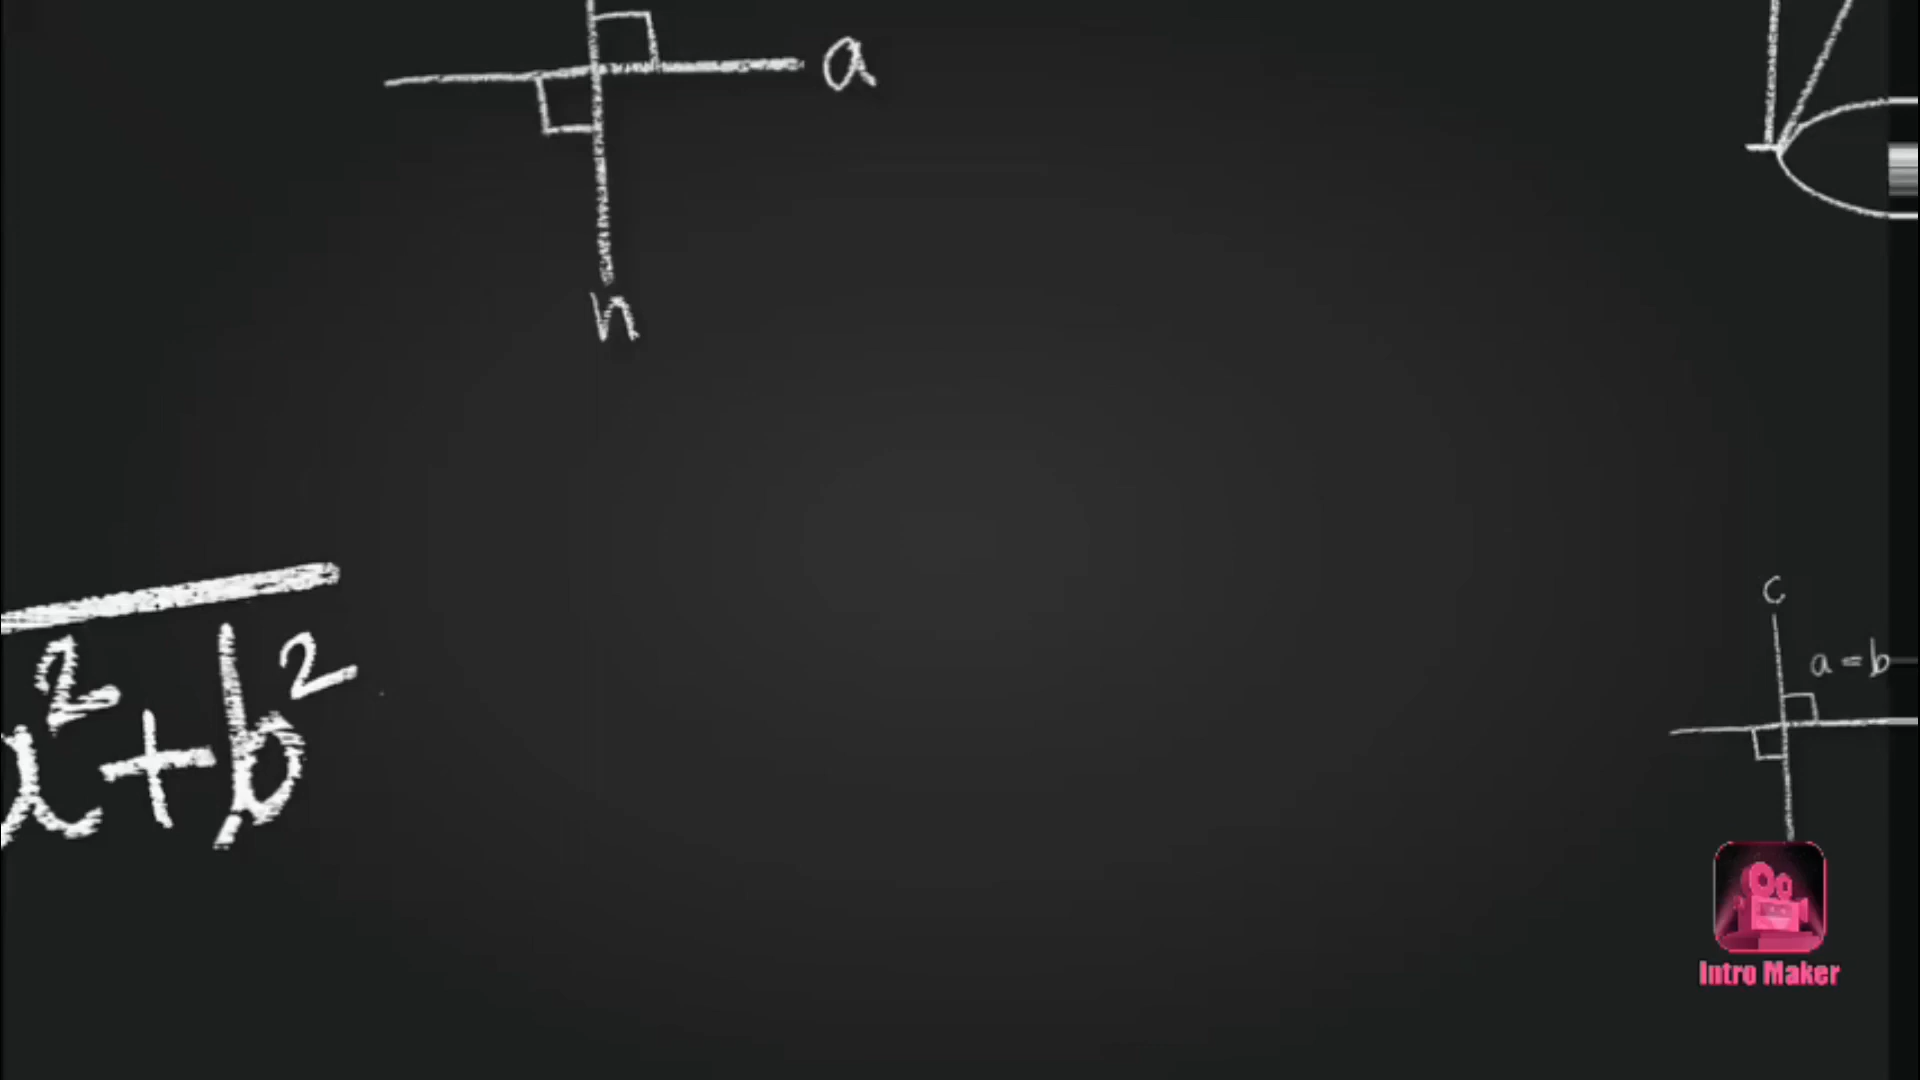 a
n
a²+b²
c
a=b
Intro Maker